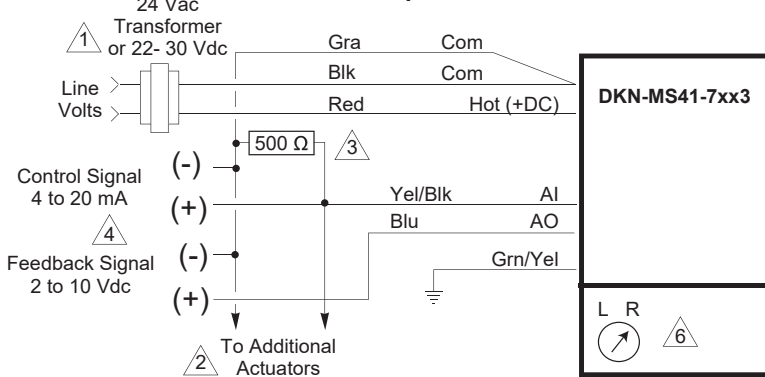 24 Vac
Transformer
or 22- 30 Vdc
1
Gra Com
Blk Com
Line
Volts
Red Hot (+DC)
DKN-MS41-7xx3
500 Ω
3
(-)
Control Signal
4 to 20 mA
(+)
Yel/Blk AI
4
Blu AO
(-)
Feedback Signal
2 to 10 Vdc
Grn/Yel
(+)
L R
6
2
To Additional
Actuators